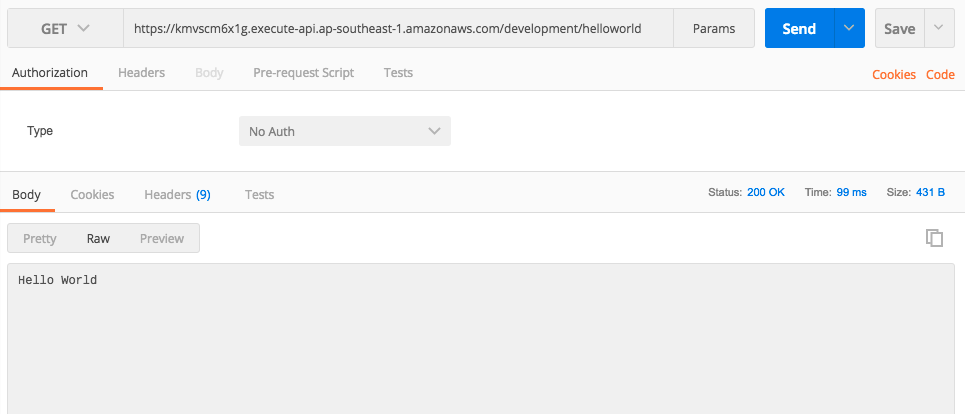 GET https://kmvscm6x1g.execute-api.ap-southeast-1.amazonaws.com/development/helloworld Params Send Save
Authorization Headers Body Pre-request Script Tests Cookies Code
Type No Auth
Body Cookies Headers (9) Tests Status: 200 OK Time: 99 ms Size: 431 B
Pretty Raw Preview
Hello World